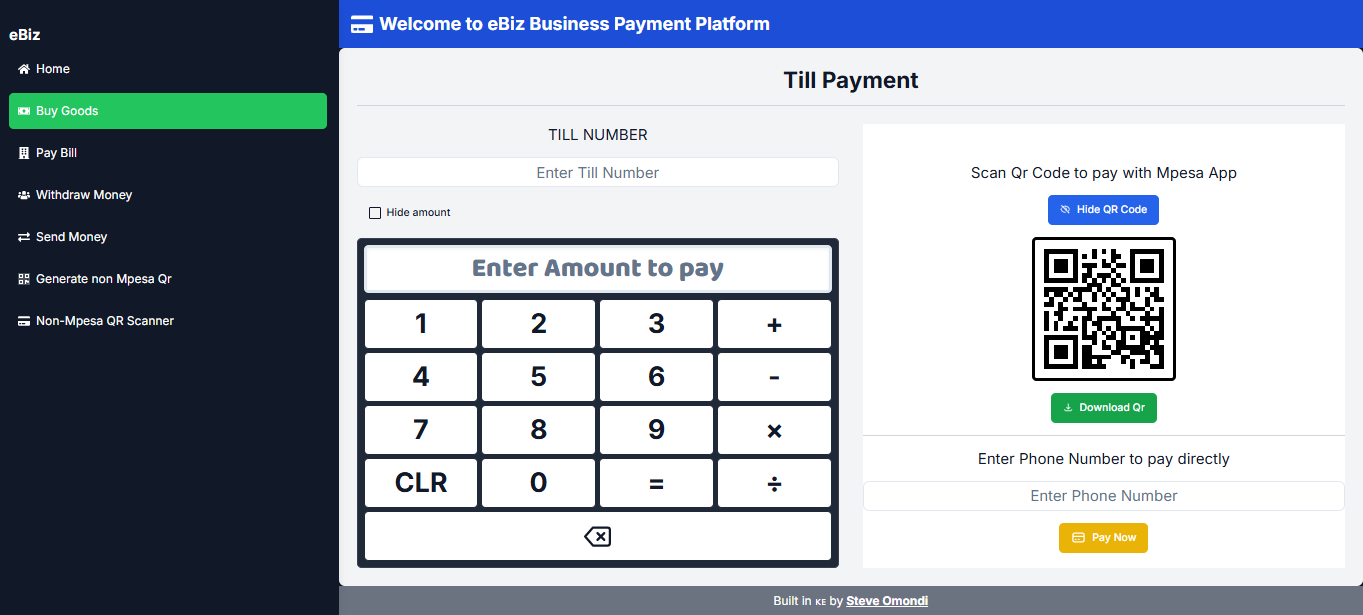 eBiz
Home
Buy Goods
Pay Bill
Withdraw Money
Send Money
Generate non Mpesa Qr
Non-Mpesa QR Scanner
Welcome to eBiz Business Payment Platform
Till Payment
TILL NUMBER
Enter Till Number
Hide amount
Enter Amount to pay
1 2 3 +
4 5 6 -
7 8 9 ×
CLR 0 = ÷
Scan Qr Code to pay with Mpesa App
Hide QR Code
Download Qr
Enter Phone Number to pay directly
Enter Phone Number
Pay Now
Built in KE by Steve Omondi